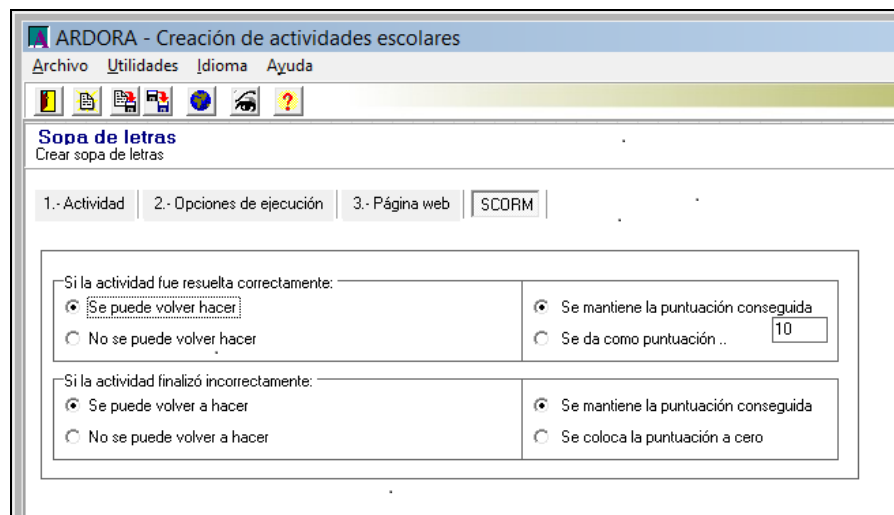 ARDORA - Creación de actividades escolares
Archivo Utilidades Idioma Ayuda
Sopa de letras
Crear sopa de letras
1.- Actividad 2.- Opciones de ejecución 3.- Página web SCORM
Si la actividad fue resuelta correctamente:
Se puede volver hacer Se mantiene la puntuación conseguida
No se puede volver hacer Se da como puntuación .. 10
Si la actividad finalizó incorrectamente:
Se puede volver a hacer Se mantiene la puntuación conseguida
No se puede volver a hacer Se coloca la puntuación a cero